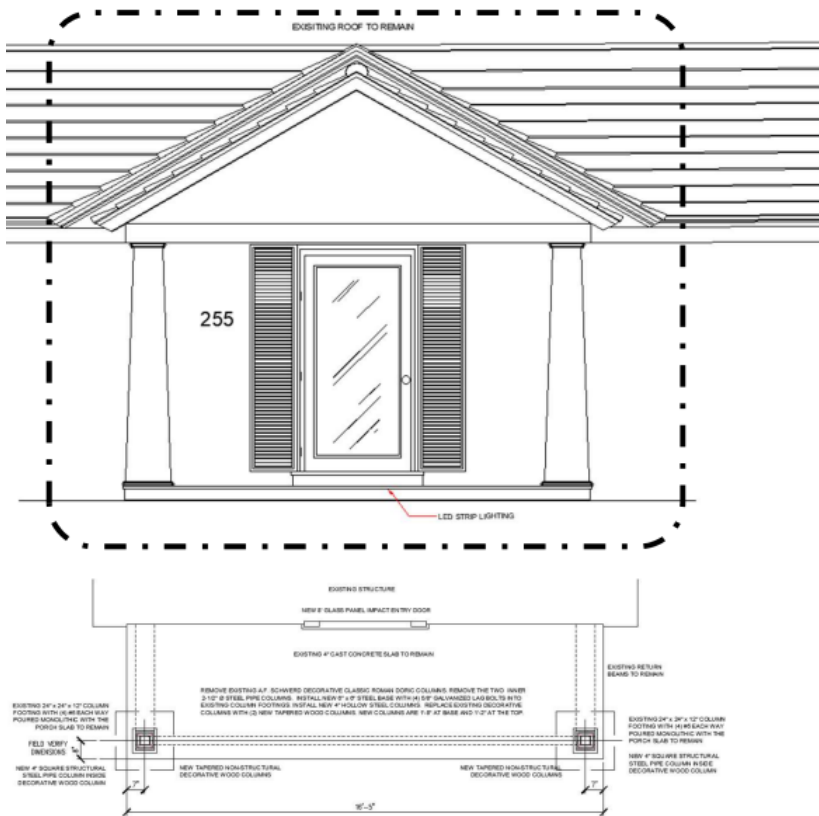 EXISITING ROOF TO REMAIN
255
LED STRIP LIGHTING
EXISTING STRUCTURE
NEW 8' GLASS PANEL IMPACT ENTRY DOOR
EXISTING 4" CAST CONCRETE SLAB TO REMAIN
EXISTING RETURN
BEAMS TO REMAIN
REMOVE EXISTING A.F. SCHWERD DECORATIVE CLASSIC ROMAN DORIC COLUMNS. REMOVE THE TWO INNER
3-1/2" Ø STEEL PIPE COLUMNS. INSTALL NEW 8" x 8" STEEL BASE WITH (4) 5/8" GALVANIZED LAG BOLTS INTO
EXISTING COLUMN FOOTINGS. INSTALL NEW 4" HOLLOW STEEL COLUMNS. REPLACE EXISTING DECORATIVE
COLUMNS WITH (2) NEW TAPERED WOOD COLUMNS. NEW COLUMNS ARE 1'-8" AT BASE AND 1'-2" AT THE TOP.
EXISTING 24" x 24" x 12" COLUMN
FOOTING WITH (4) #5 EACH WAY
POURED MONOLITHIC WITH THE
PORCH SLAB TO REMAIN
FIELD VERIFY
DIMENSIONS
NEW 4" SQUARE STRUCTURAL
STEEL PIPE COLUMN INSIDE
DECORATIVE WOOD COLUMN
NEW TAPERED NON-STRUCTURAL
DECORATIVE WOOD COLUMNS
NEW TAPERED NON-STRUCTURAL
DECORATIVE WOOD COLUMNS
EXISTING 24" x 24" x 12" COLUMN
FOOTING WITH (4) #5 EACH WAY
POURED MONOLITHIC WITH THE
PORCH SLAB TO REMAIN
NEW 4" SQUARE STRUCTURAL
STEEL PIPE COLUMN INSIDE
DECORATIVE WOOD COLUMN
7"
7"
16'-5"